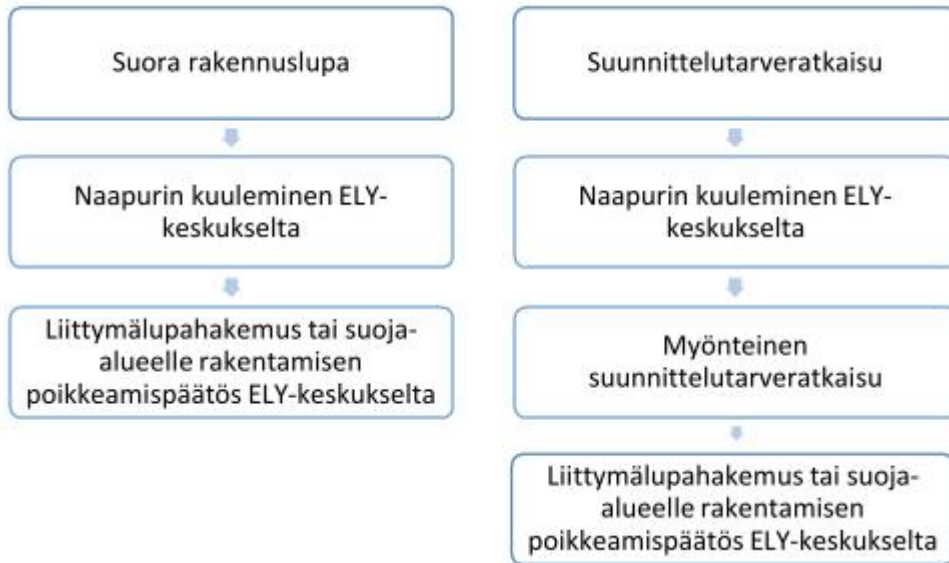 Suora rakennuslupa
Naapurin kuuleminen ELY-
keskukselta
Liittymälupahakemus tai suoja-
alueelle rakentamisen
poikkeamispäätös ELY-keskukselta
Suunnittelutarveratkaisu
Naapurin kuuleminen ELY-
keskukselta
Myönteinen
suunnittelutarveratkaisu
Liittymälupahakemus tai suoja-
alueelle rakentamisen
poikkeamispäätös ELY-keskukselta